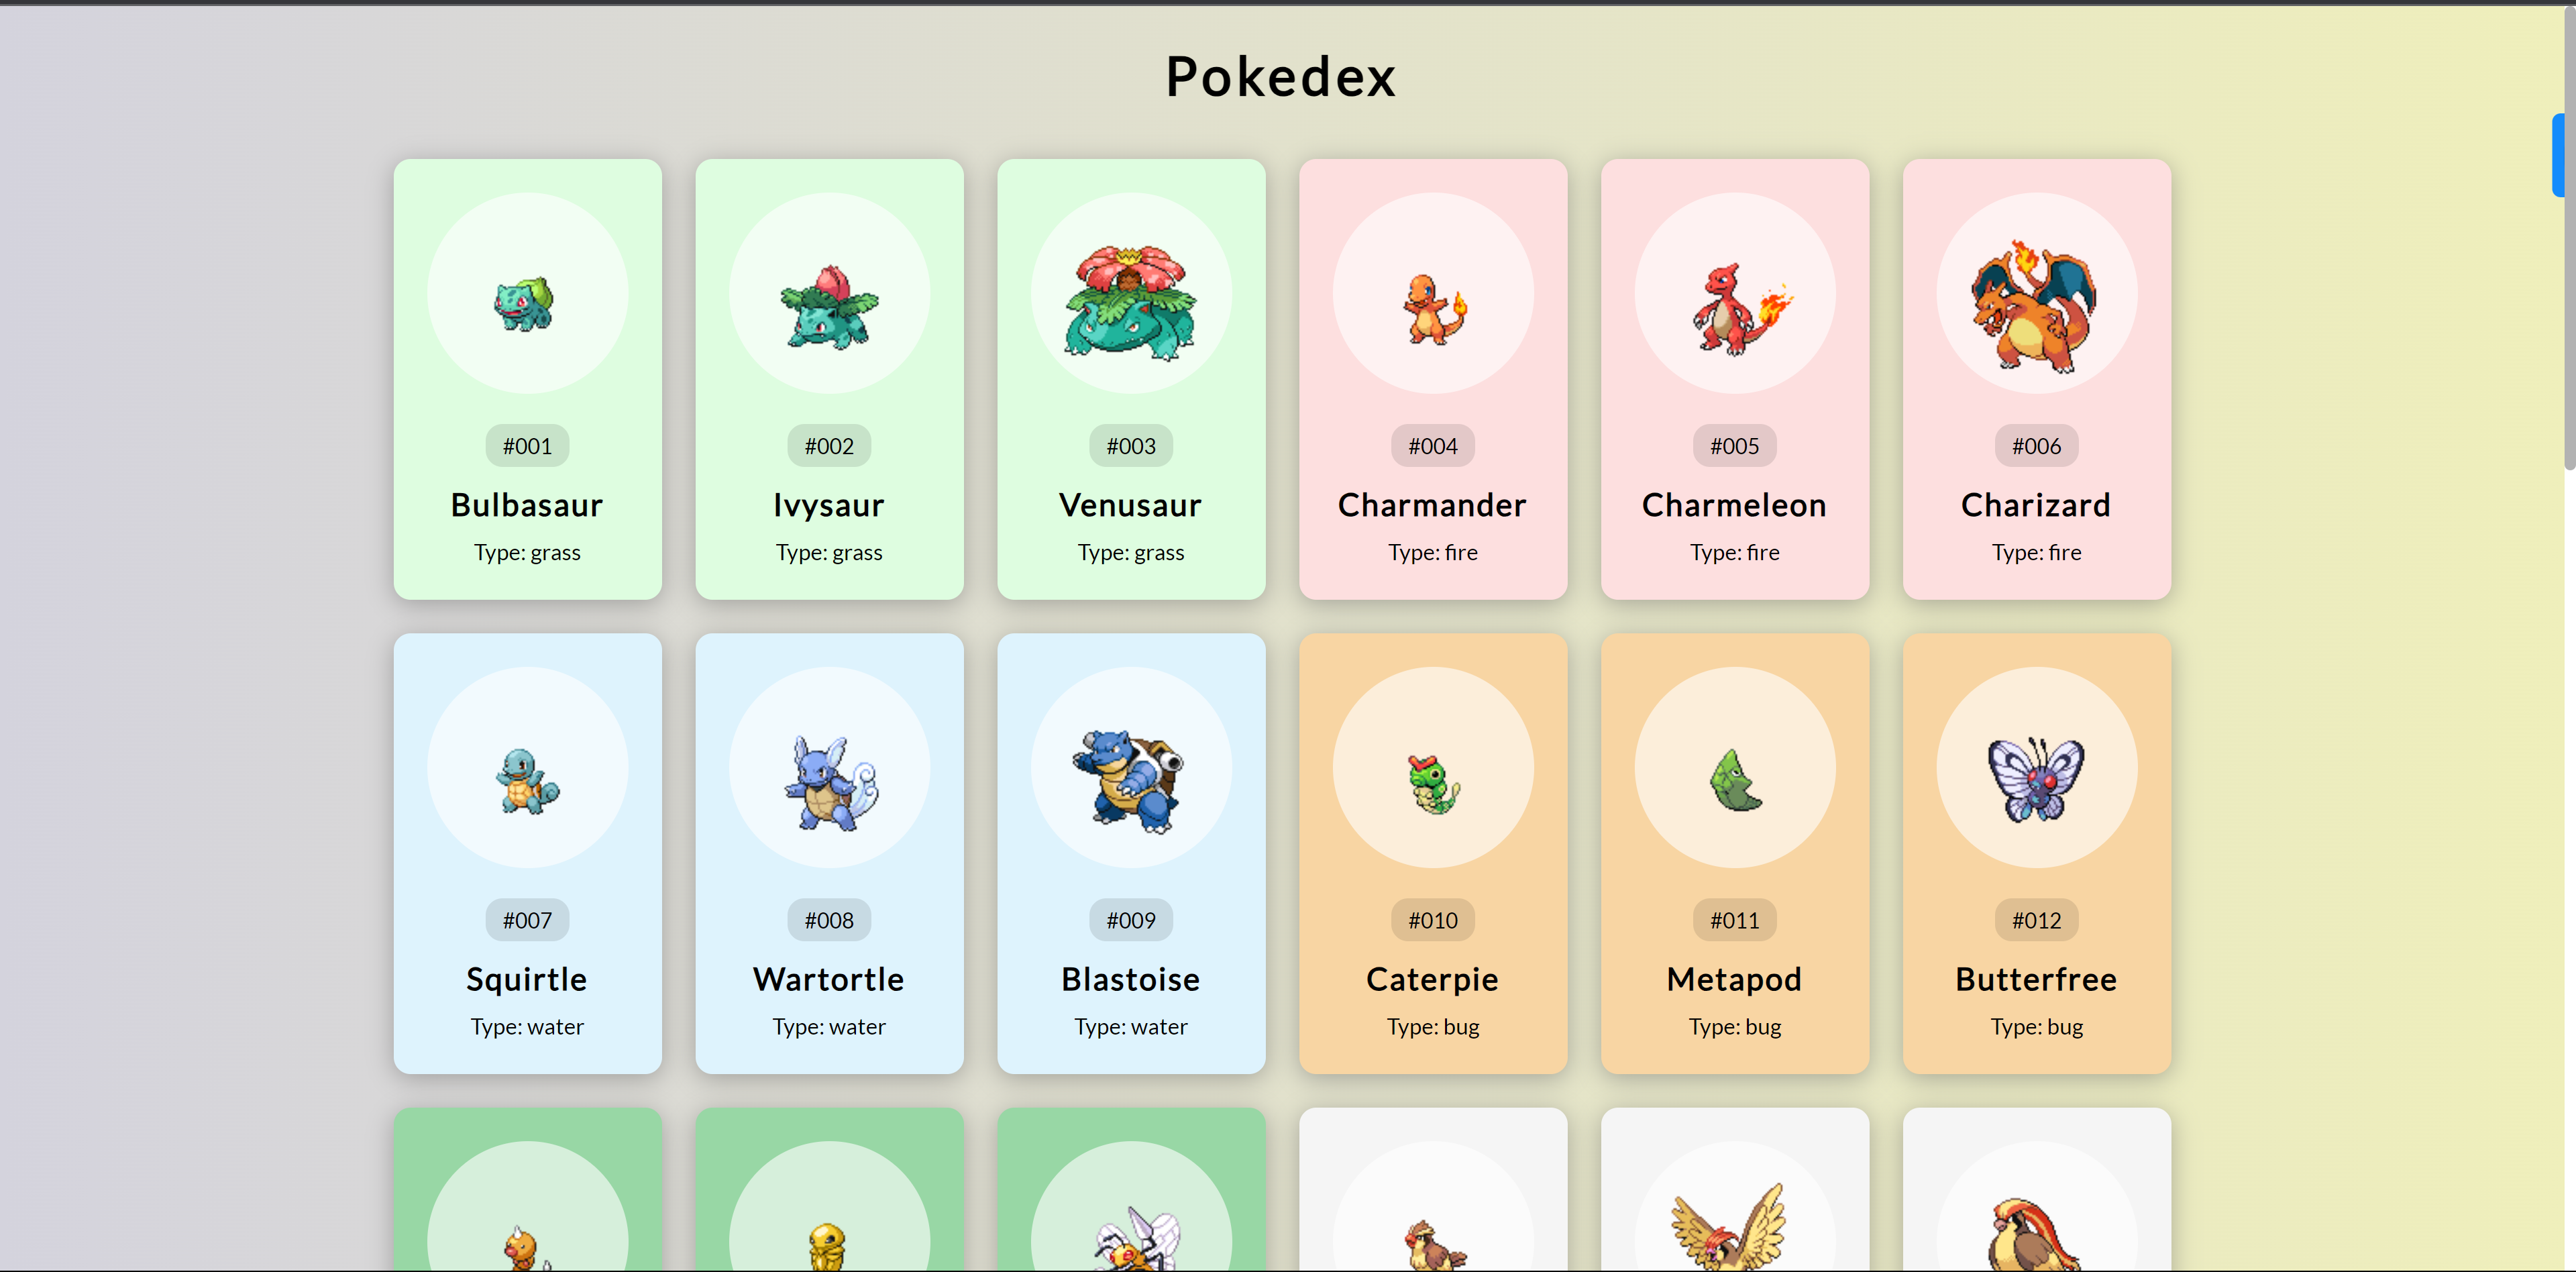 Pokedex
#001
Bulbasaur
Type: grass
#002
Ivysaur
Type: grass
#003
Venusaur
Type: grass
#004
Charmander
Type: fire
#005
Charmeleon
Type: fire
#006
Charizard
Type: fire
#007
Squirtle
Type: water
#008
Wartortle
Type: water
#009
Blastoise
Type: water
#010
Caterpie
Type: bug
#011
Metapod
Type: bug
#012
Butterfree
Type: bug